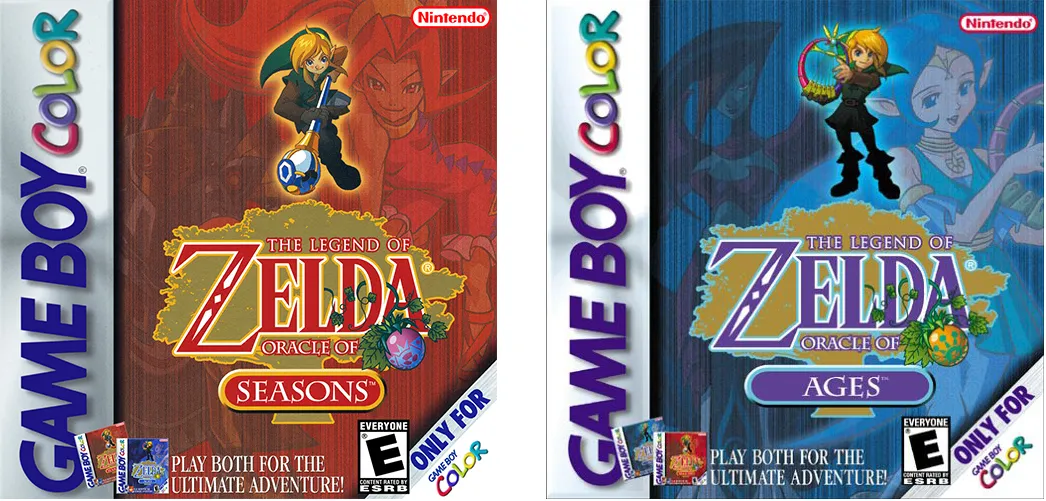 GAME BOY COLOR
Nintendo®
THE LEGEND OF
ZELDA®
ORACLE OF
SEASONS™
PLAY BOTH FOR THE
ULTIMATE ADVENTURE!
EVERYONE
E
CONTENT RATED BY
ESRB
ONLY FOR
GAME BOY
COLOR
GAME BOY COLOR
Nintendo®
THE LEGEND OF
ZELDA®
ORACLE OF
AGES™
PLAY BOTH FOR THE
ULTIMATE ADVENTURE!
EVERYONE
E
CONTENT RATED BY
ESRB
ONLY FOR
GAME BOY
COLOR